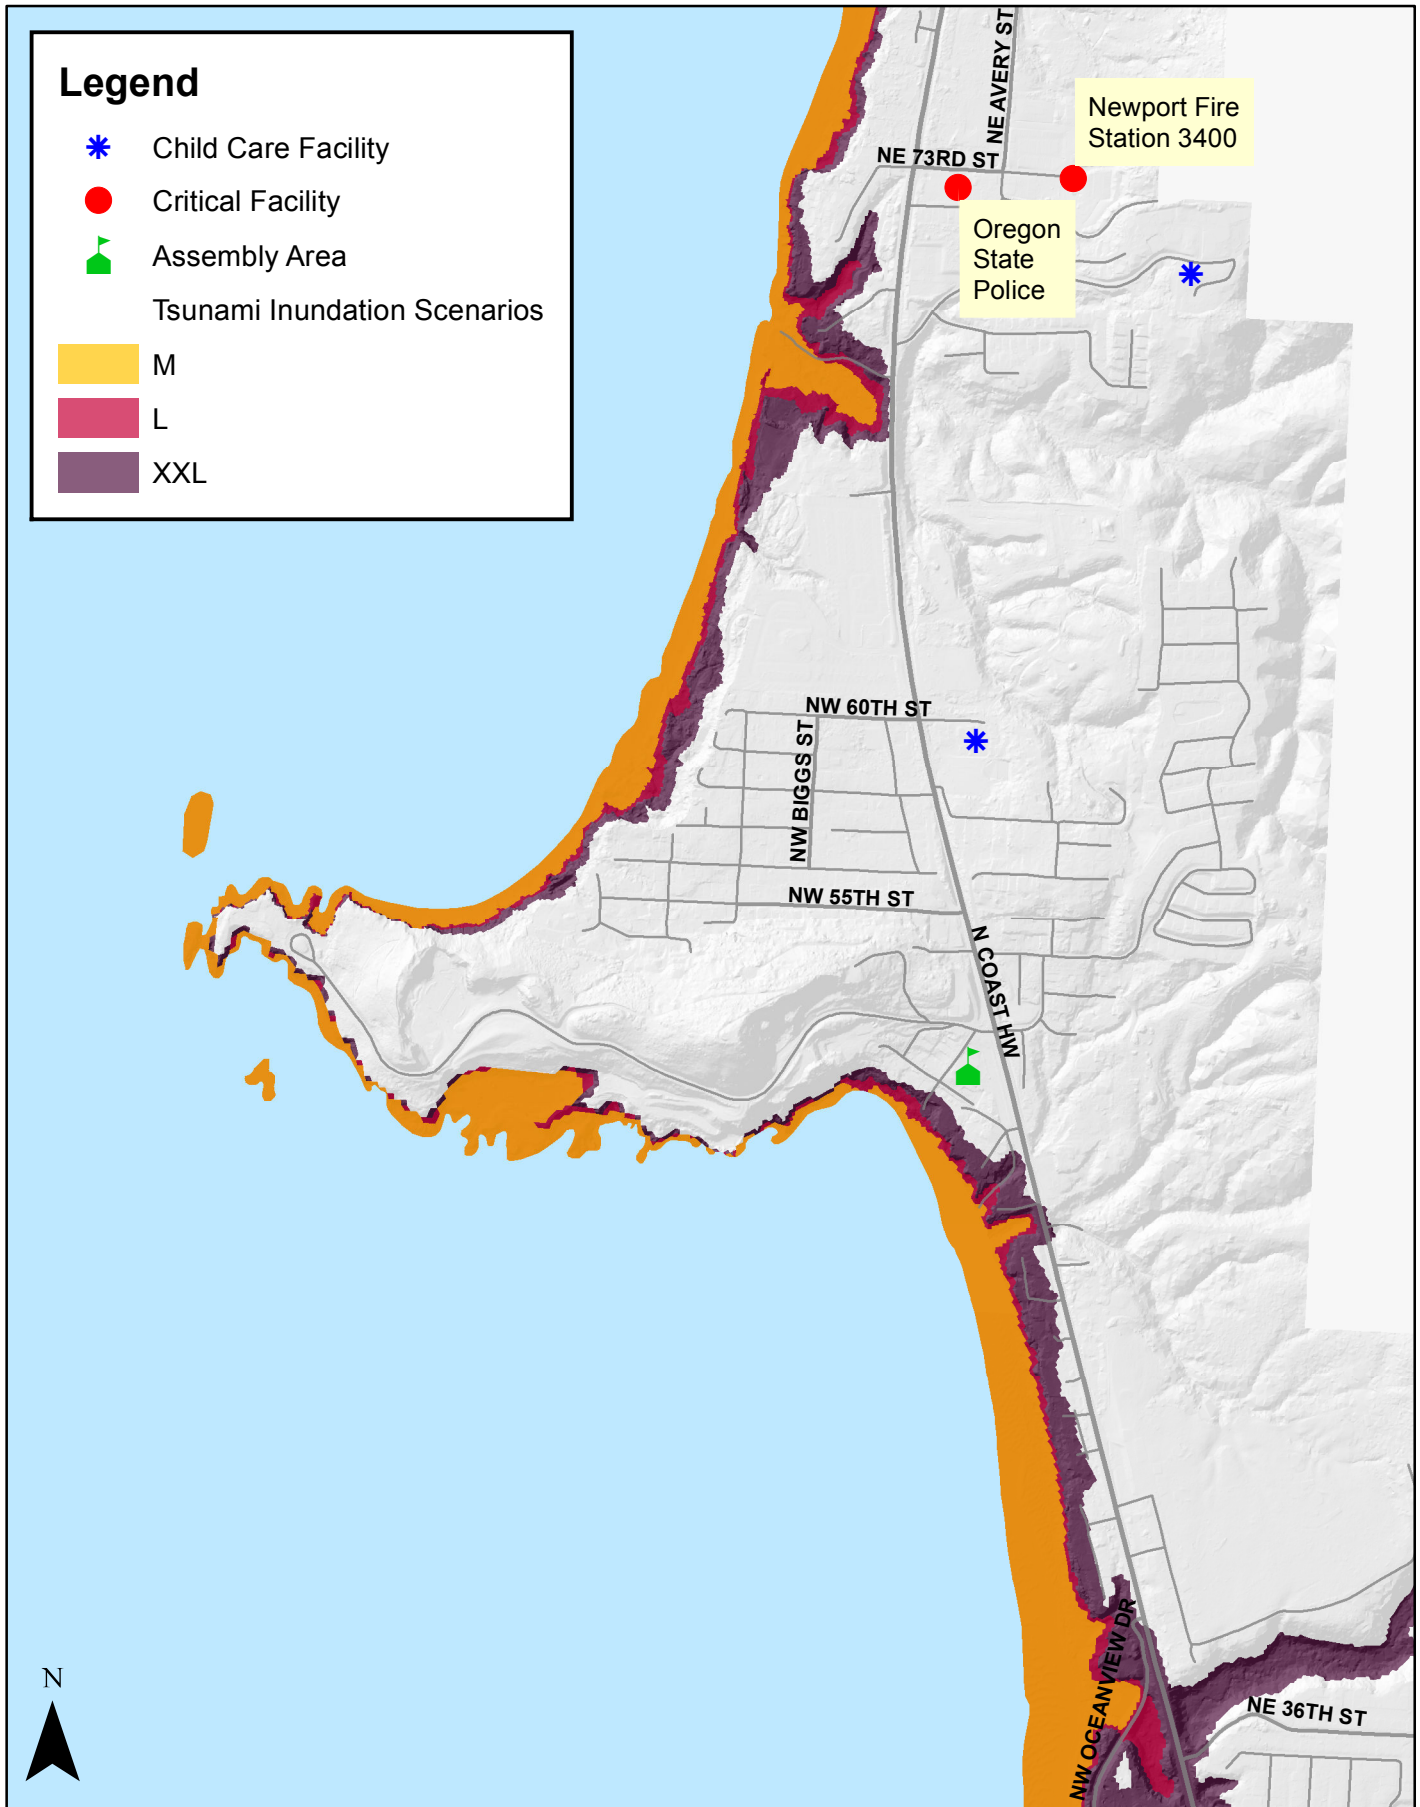 Legend
Child Care Facility
Critical Facility
Assembly Area
Tsunami Inundation Scenarios
M
L
XXL
NE AVERY ST
Newport Fire
Station 3400
NE 73RD ST
Oregon
State
Police
NW 60TH ST
NW BIGGS ST
NW 55TH ST
N COAST HW
NW OCEANVIEW DR
NE 36TH ST
N